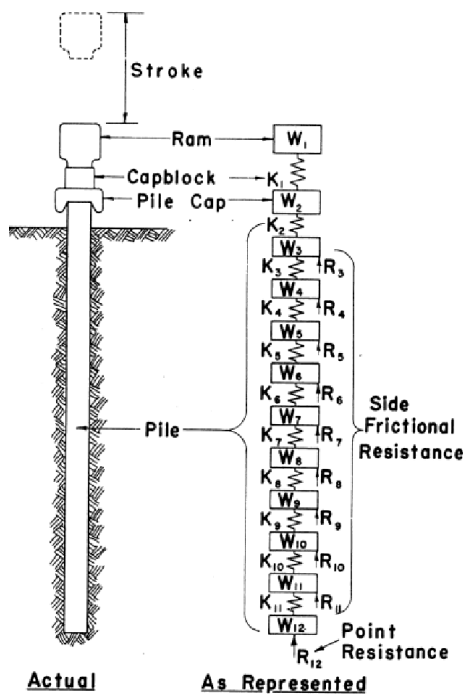 Stroke
Ram
W₁
Capblock
K₁
Pile Cap
W₂
K₂
W₃
K₃
R₃
W₄
K₄
R₄
W₅
K₅
R₅
W₆
K₆
R₆
Side
Frictional
Resistance
W₇
Pile
K₇
R₇
W₈
K₈
R₈
W₉
K₉
R₉
W₁₀
K₁₀
R₁₀
W₁₁
K₁₁
R₁₁
W₁₂
Point
Resistance
R₁₂
Actual
As Represented